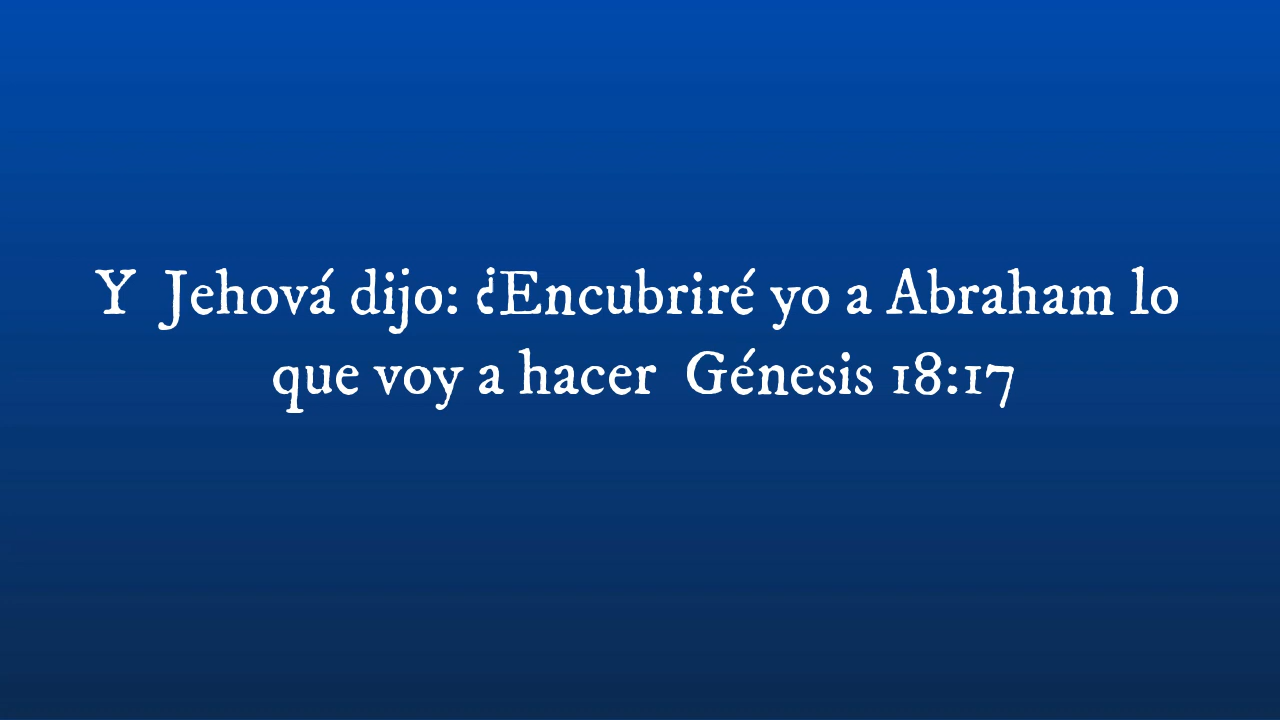 Y  Jehová dijo: ¿Encubriré yo a Abraham lo
que voy a hacer  Génesis 18:17